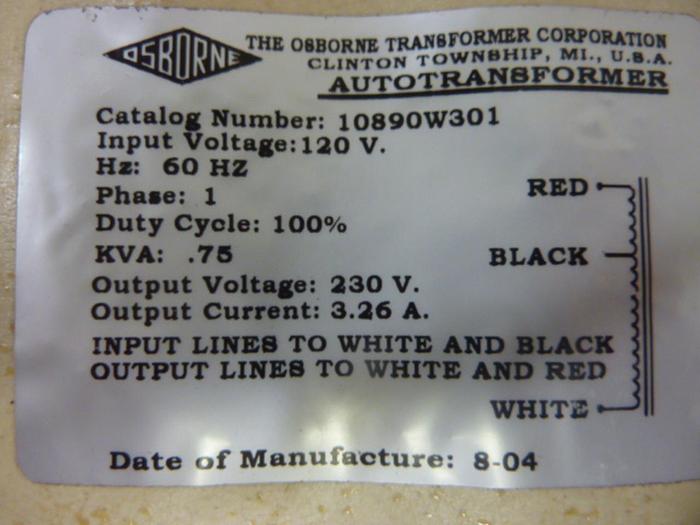 OSBORNE
THE OSBORNE TRANSFORMER CORPORATION
CLINTON TOWNSHIP, MI., U.S.A.
AUTOTRANSFORMER
Catalog Number: 10890W301
Input Voltage: 120 V.
Hz: 60 HZ
Phase: 1
Duty Cycle: 100%
KVA: .75
Output Voltage: 230 V.
Output Current: 3.26 A.
RED
BLACK
INPUT LINES TO WHITE AND BLACK
OUTPUT LINES TO WHITE AND RED
WHITE
Date of Manufacture: 8-04